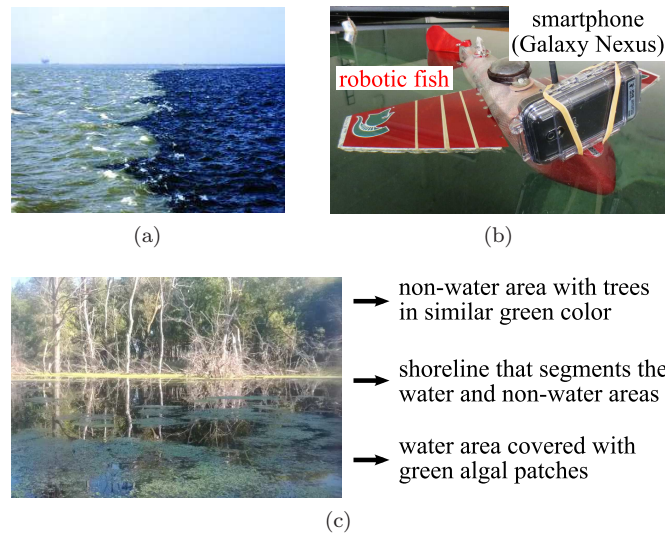 smartphone
(Galaxy Nexus)
robotic fish
(a)
(b)
non-water area with trees
in similar green color
shoreline that segments the
water and non-water areas
water area covered with
green algal patches
(c)